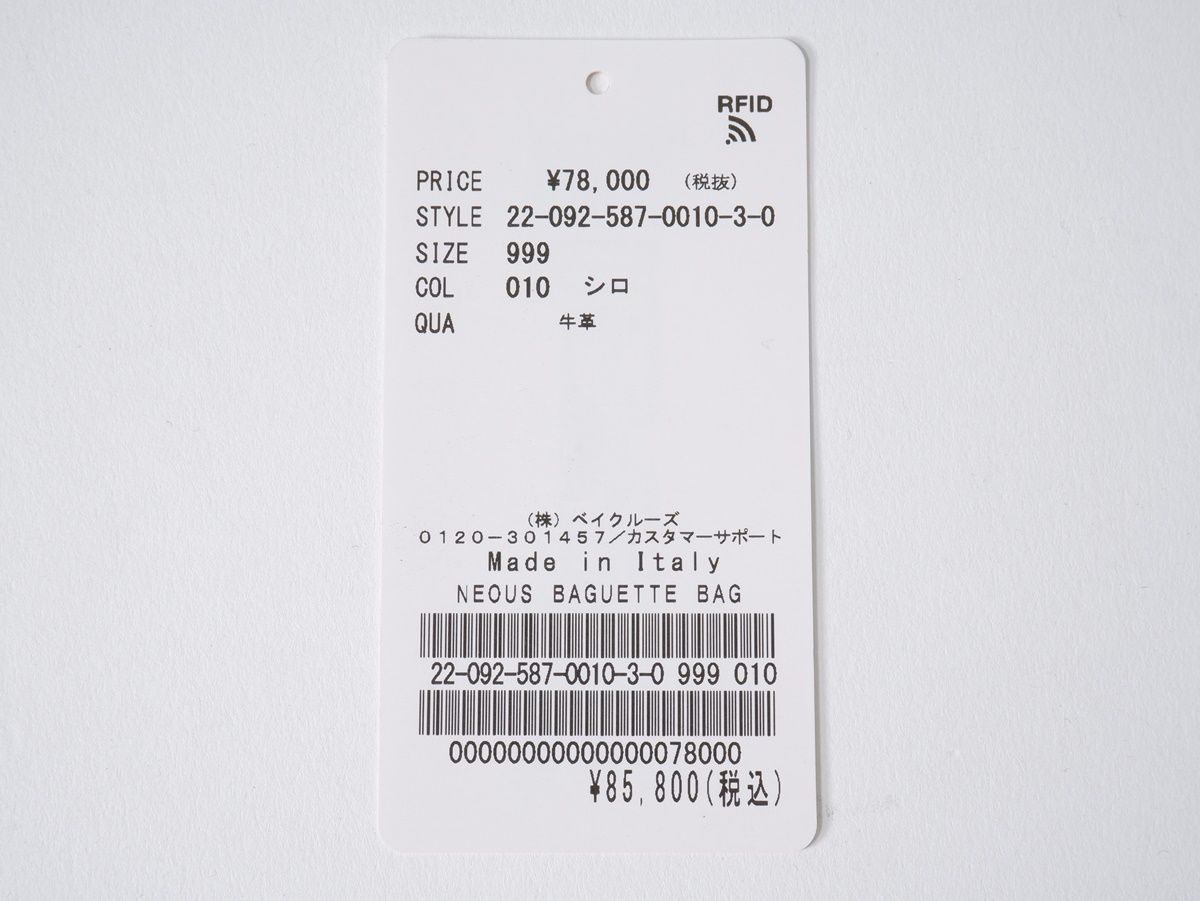 RFID
PRICE ¥78,000 (税抜)
STYLE 22-092-587-0010-3-0
SIZE 999
COL 010 シロ
QUA 牛革
(株)ベイクルーズ
0120-301457/カスタマーサポート
Made in Italy
NEOUS BAGUETTE BAG
22-092-587-0010-3-0 999 010
00000000000000078000
¥85,800(税込)